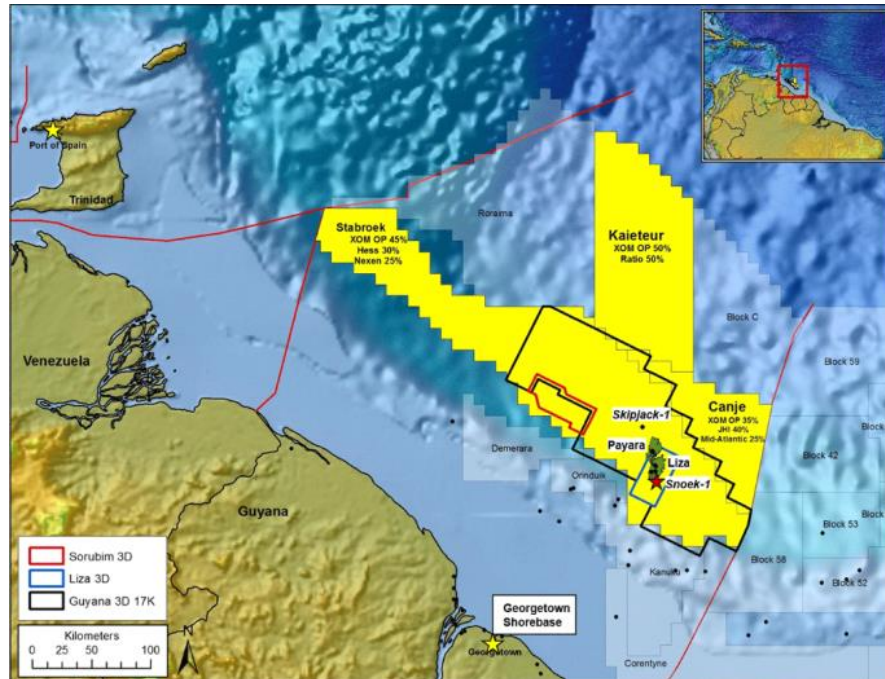 Port of Spain
Trinidad
Stabroek
XOM OP 45%
Hess 30%
Nexen 25%
Roraima
Kaieteur
XOM OP 50%
Ratio 50%
Block C
Block 59
Venezuela
Canje
XOM OP 35%
JHI 40%
Mid-Atlantic 25%
Skipjack-1
Payara
Liza
Snoek-1
Demerara
Orinduik
Block 42
Block
Guyana
Block 53
Block
Block 58
Block 52
Kanuku
Sorubim 3D
Liza 3D
Guyana 3D 17K
Kilometers
0 25 50 100
N
Georgetown
Shorebase
Georgetown
Corentyne